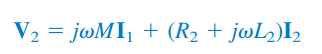 V₂ = jωMI₁ + (R₂ + jωL₂)I₂